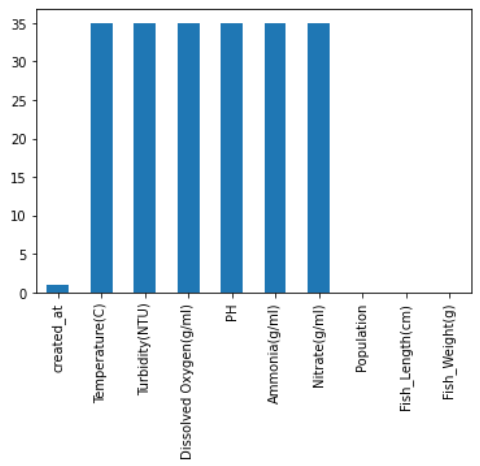 35
30
25
20
15
10
5
0
created_at
Temperature(C)
Turbidity(NTU)
Dissolved Oxygen(g/ml)
PH
Ammonia(g/ml)
Nitrate(g/ml)
Population
Fish_Length(cm)
Fish_Weight(g)